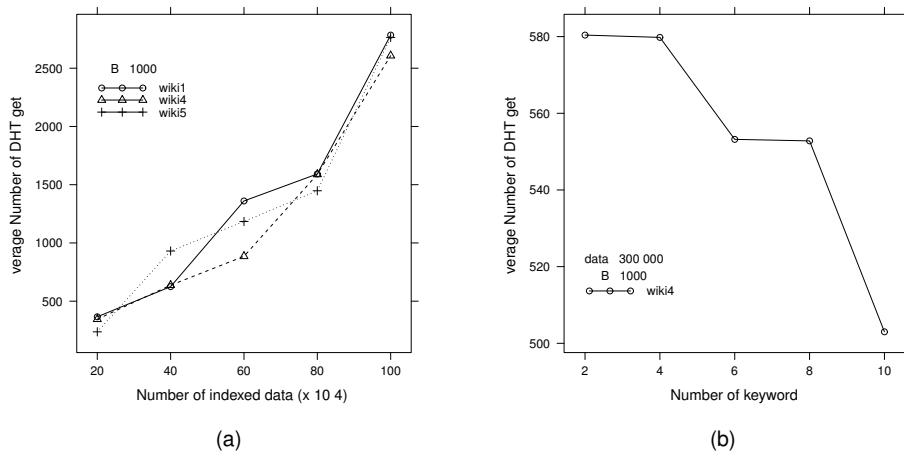 verage Number of DHT get
2500
2000
1500
1000
500
B 1000
wiki1
wiki4
wiki5
20 40 60 80 100
Number of indexed data (x 10 4)
(a)
verage Number of DHT get
580
560
540
520
500
data 300 000
B 1000
wiki4
2 4 6 8 10
Number of keyword
(b)